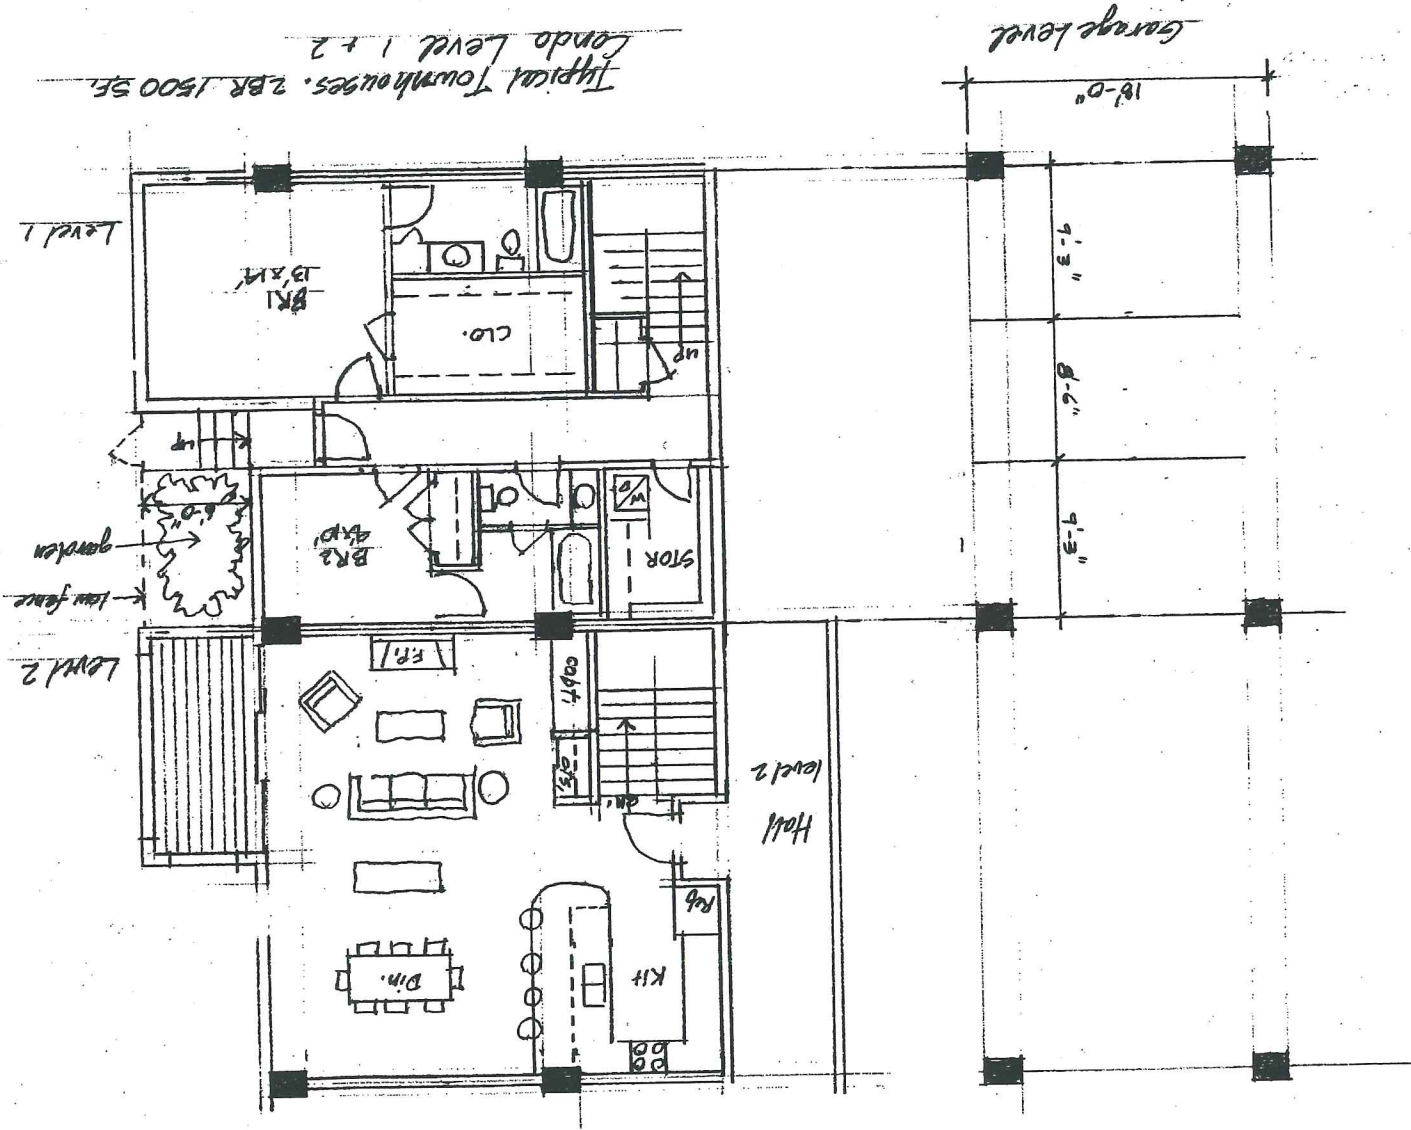 KIT
Din.
Ref
Hall
level 2
dn
cabt.
F.P.
Level 2
low fence
STOR
BR2
9'x10'
garden
W
D
6'-0"
9'-3"
up
8'-6"
up
CLO.
BR1
13'x14'
9'-3"
Level 1
18'-0"
Garage Level
Typical Townhouses. 2BR 1500 S.F.
Condo Level 1 + 2